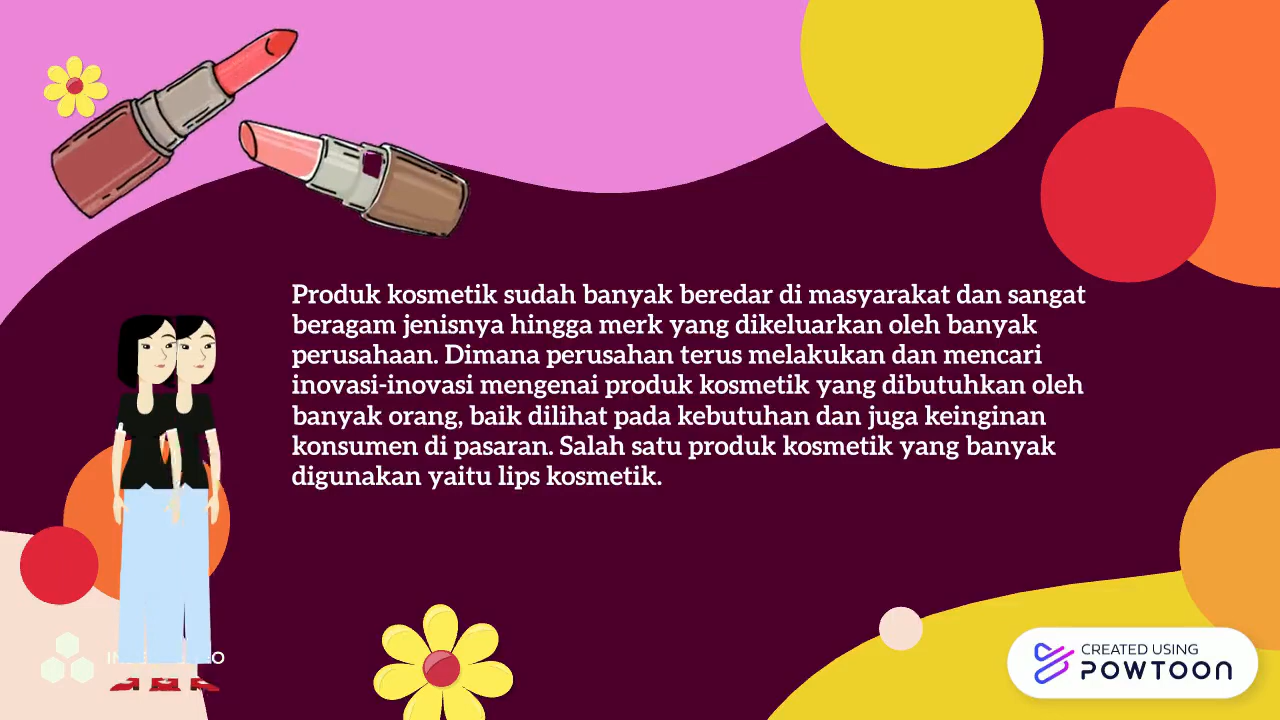 Produk kosmetik sudah banyak beredar di masyarakat dan sangat
beragam jenisnya hingga merk yang dikeluarkan oleh banyak
perusahaan. Dimana perusahan terus melakukan dan mencari
inovasi-inovasi mengenai produk kosmetik yang dibutuhkan oleh
banyak orang, baik dilihat pada kebutuhan dan juga keinginan
konsumen di pasaran. Salah satu produk kosmetik yang banyak
digunakan yaitu lips kosmetik.
CREATED USING
POWTOON